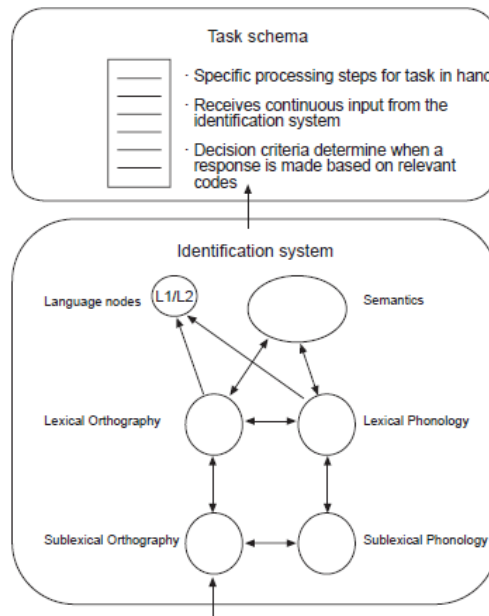 Task schema
· Specific processing steps for task in hand
· Receives continuous input from the
identification system
· Decision criteria determine when a
response is made based on relevant
codes
Identification system
Language nodes
L1/L2
Semantics
Lexical Orthography
Lexical Phonology
Sublexical Orthography
Sublexical Phonology